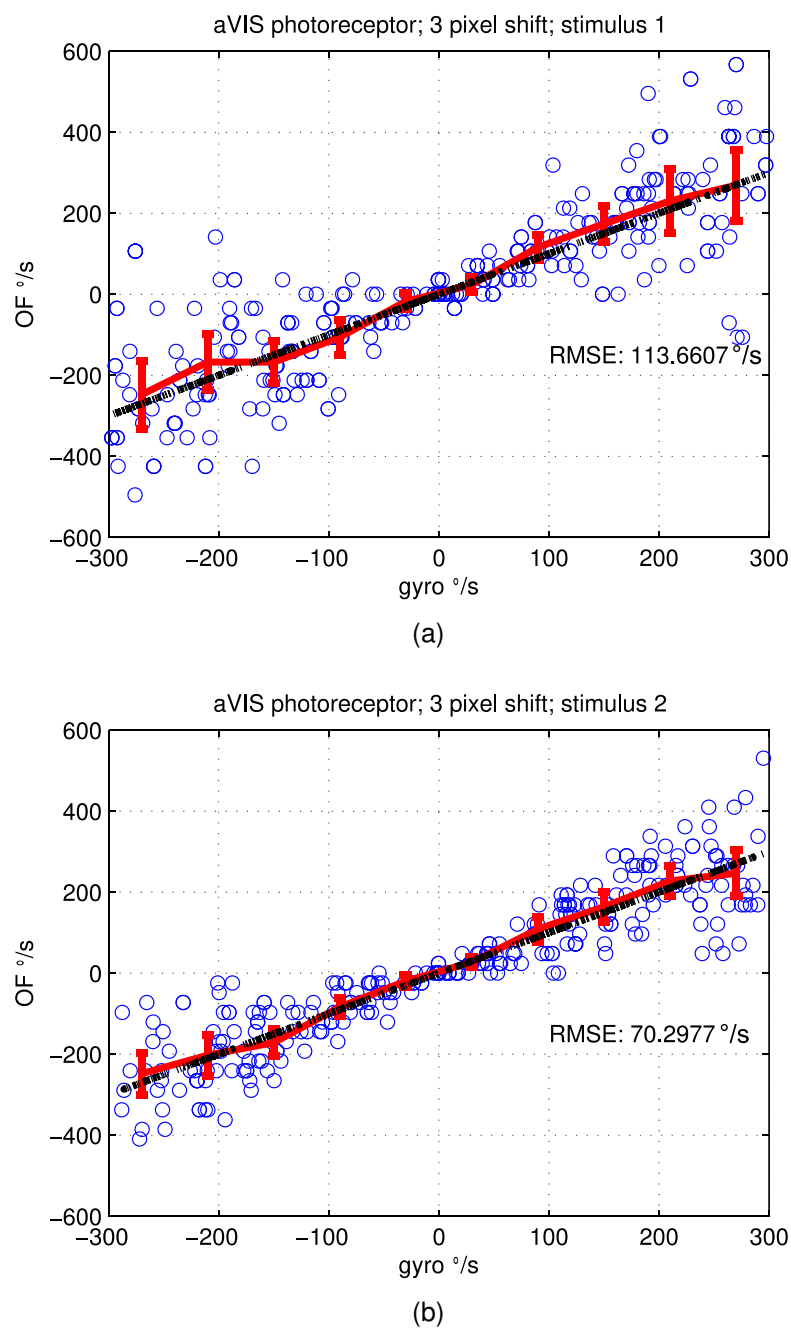 aVIS photoreceptor; 3 pixel shift; stimulus 1
600
400
200
0
−200
−400
−600
OF °/s
RMSE: 113.6607 °/s
−300 −200 −100 0 100 200 300
gyro °/s
(a)
aVIS photoreceptor; 3 pixel shift; stimulus 2
600
400
200
0
−200
−400
−600
OF °/s
RMSE: 70.2977 °/s
−300 −200 −100 0 100 200 300
gyro °/s
(b)